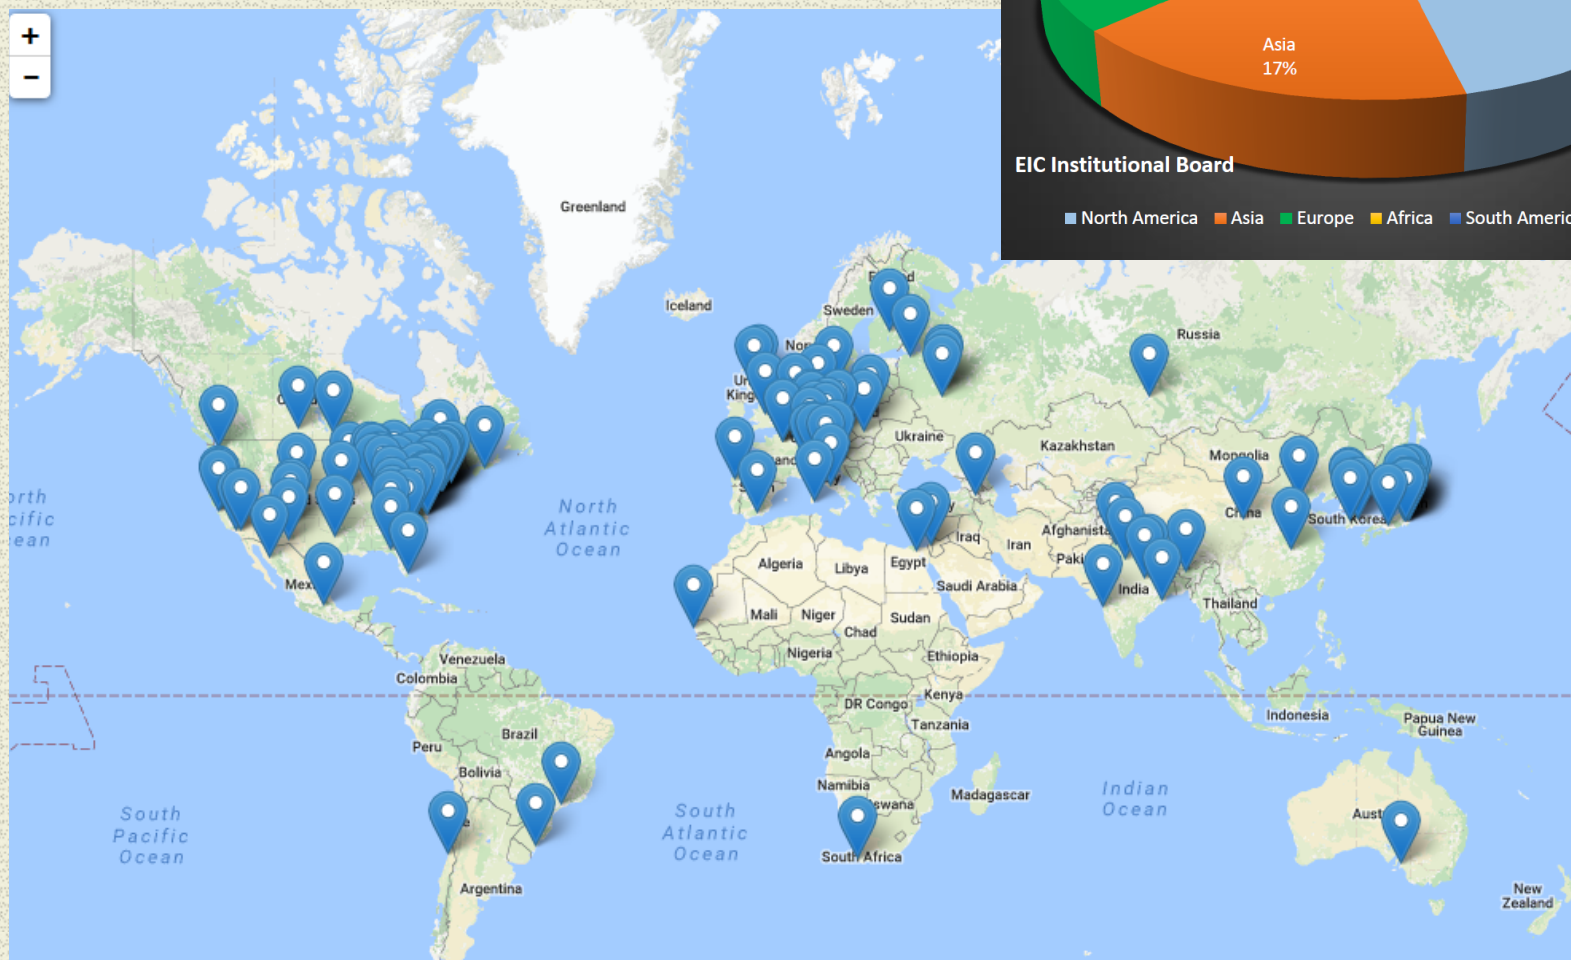 +
−
Asia
17%
EIC Institutional Board
North America
Asia
Europe
Africa
Greenland
Iceland
Sweden
Russia
Ukraine
Kazakhstan
Mongolia
North
Atlantic
Ocean
South Korea
Iraq
Iran
Algeria
Libya
Egypt
Saudi Arabia
India
Mali
Niger
Sudan
Chad
Thailand
Nigeria
Ethiopia
Venezuela
Colombia
Kenya
DR Congo
Tanzania
Indonesia
Papua New
Guinea
Peru
Brazil
Bolivia
Angola
Namibia
Madagascar
Indian
Ocean
South
Pacific
Ocean
South
Atlantic
Ocean
South Africa
Argentina
New
Zealand